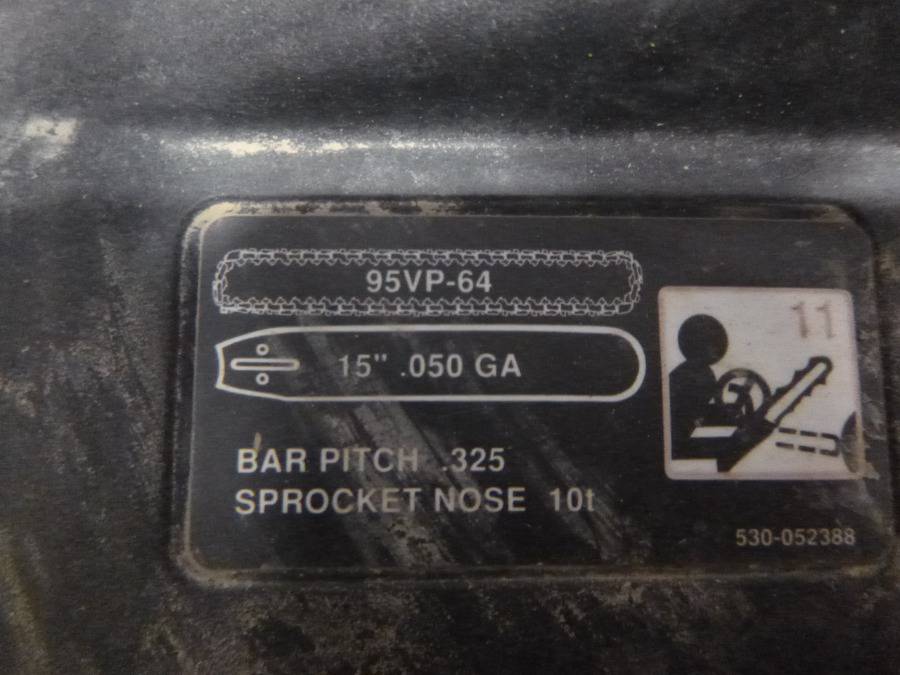 95VP-64
15" .050 GA
BAR PITCH .325
SPROCKET NOSE 10t
11
530-052388